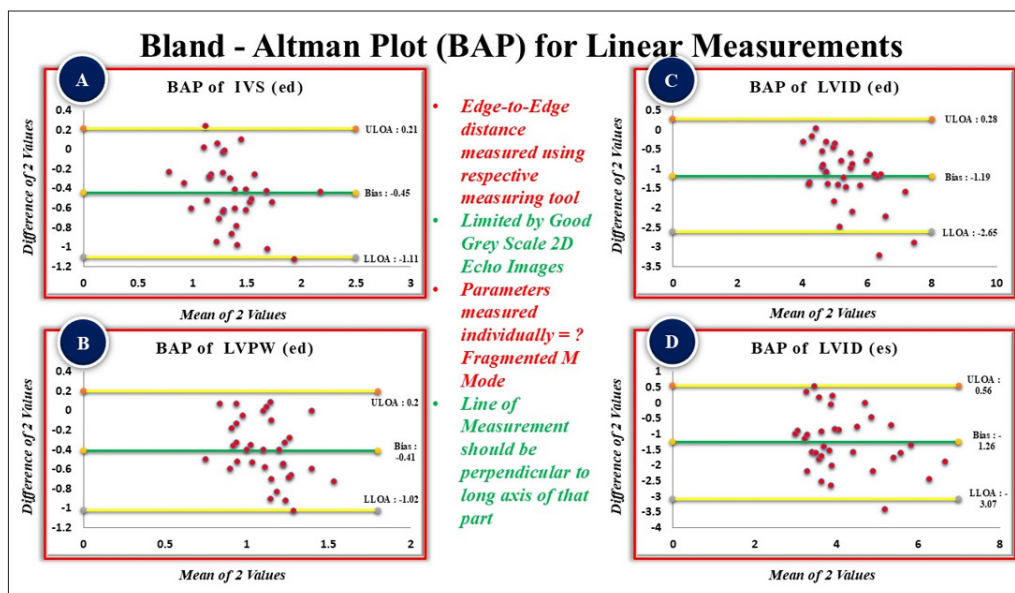 Bland - Altman Plot (BAP) for Linear Measurements
A
BAP of IVS (ed)
Difference of 2 Values
0.4
0.2
0
-0.2
-0.4
-0.6
-0.8
-1
-1.2
ULOA : 0.21
Bias : -0.45
LLOA : -1.11
0 0.5 1 1.5 2 2.5 3
Mean of 2 Values
B
BAP of LVPW (ed)
Difference of 2 Values
0.4
0.2
0
-0.2
-0.4
-0.6
-0.8
-1
-1.2
ULOA : 0.2
Bias :
-0.41
LLOA : -1.02
0 0.5 1 1.5 2
Mean of 2 Values
• Edge-to-Edge
distance
measured using
respective
measuring tool
• Limited by Good
Grey Scale 2D
Echo Images
• Parameters
measured
individually = ?
Fragmented M
Mode
• Line of
Measurement
should be
perpendicular to
long axis of that
part
C
BAP of LVID (ed)
Difference of 2 Values
0.5
0
-0.5
-1
-1.5
-2
-2.5
-3
-3.5
ULOA : 0.28
Bias : -1.19
LLOA : -2.65
0 2 4 6 8 10
Mean of 2 Values
D
BAP of LVID (es)
Difference of 2 Values
1
0.5
0
-0.5
-1
-1.5
-2
-2.5
-3
-3.5
-4
ULOA :
0.56
Bias : -
1.26
LLOA : -
3.07
0 2 4 6 8
Mean of 2 Values